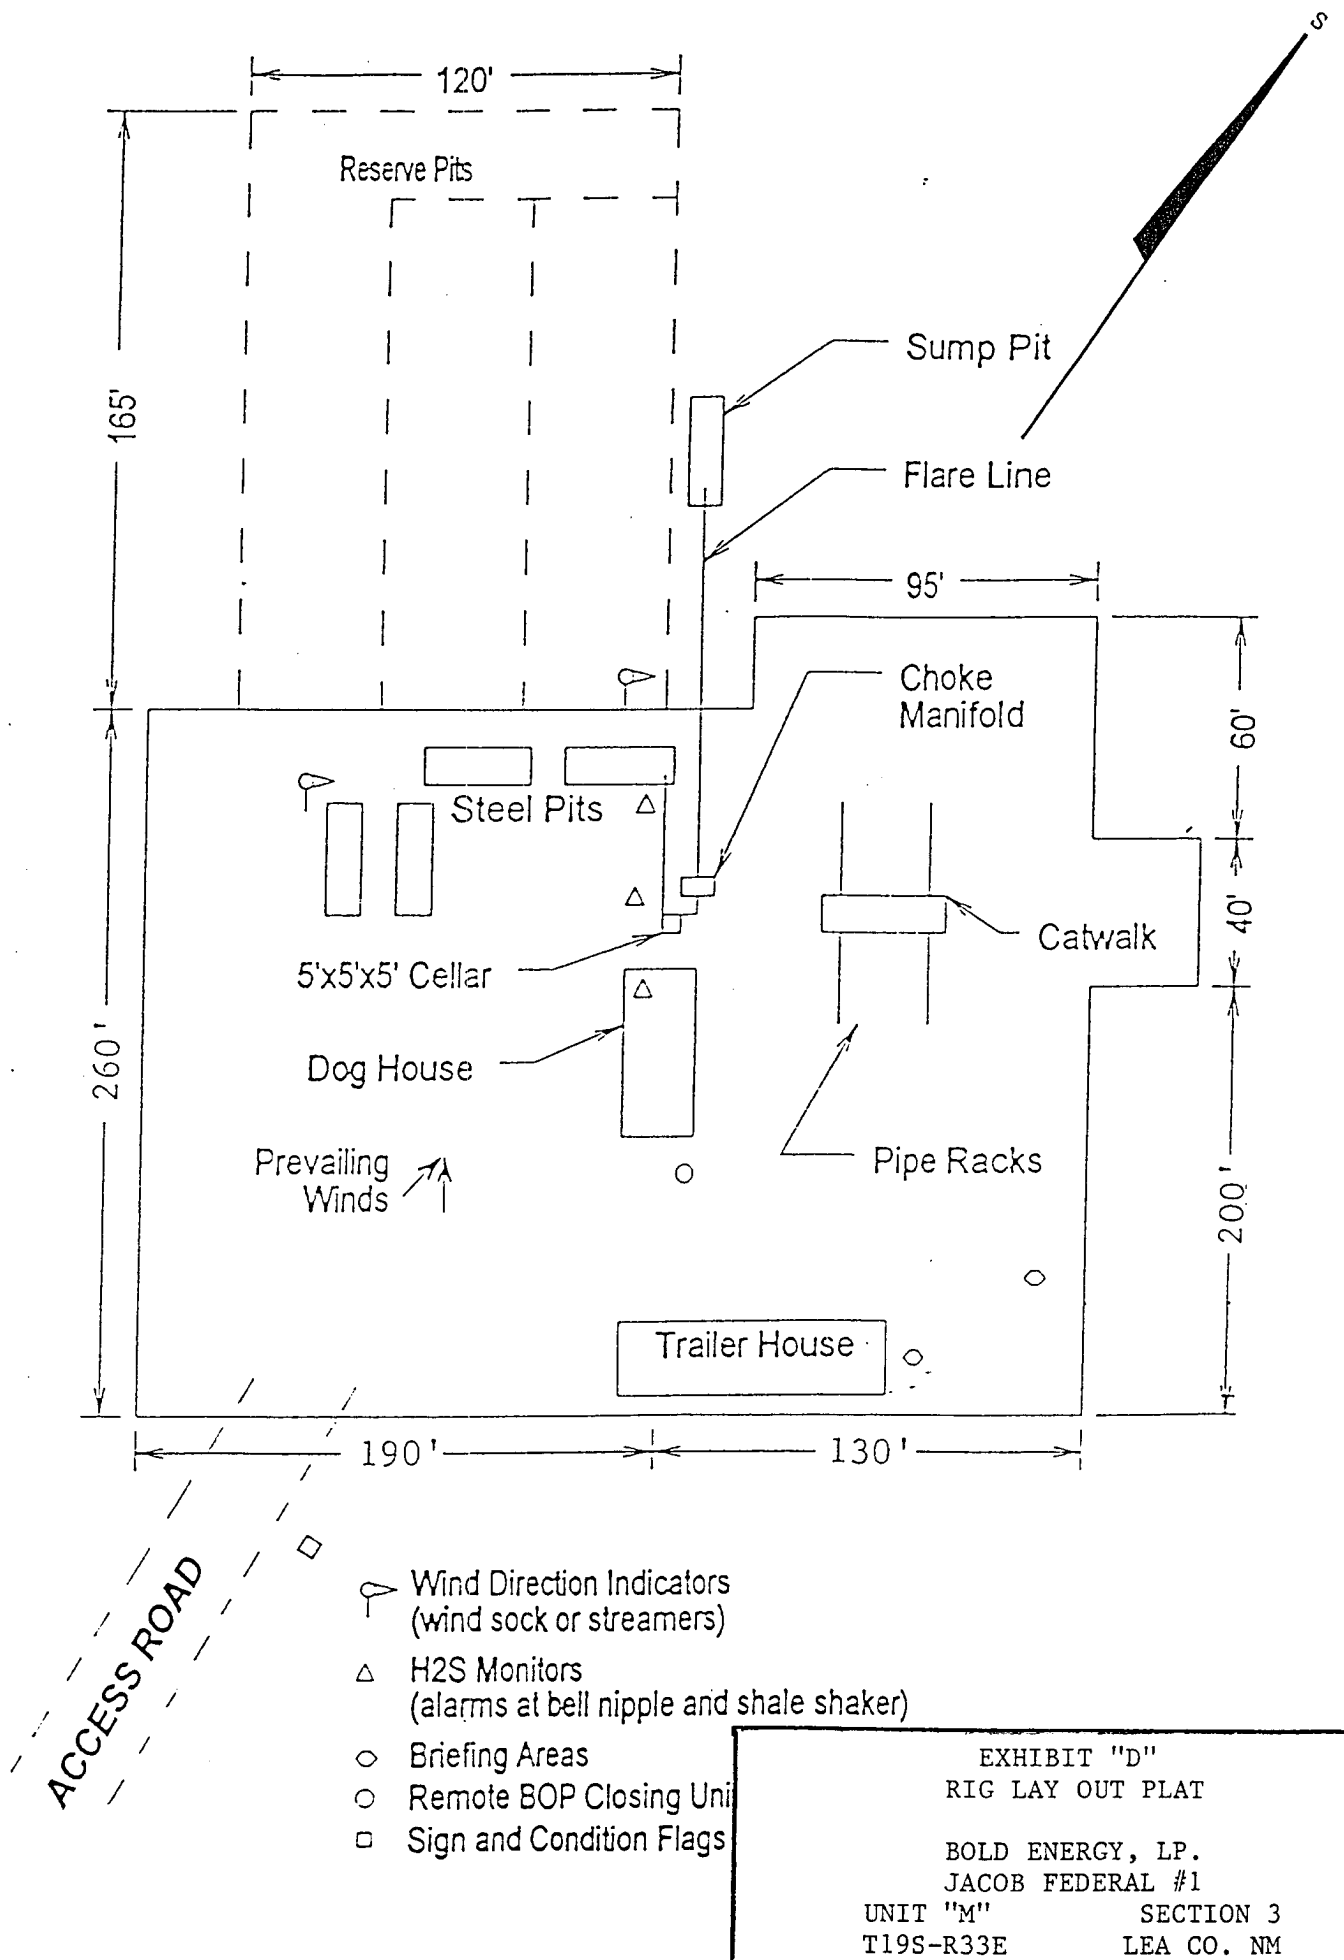 S
120'
Reserve Pits
165'
Sump Pit
Flare Line
95'
Choke
Manifold
60'
Steel Pits
40'
Catwalk
5'x5'x5' Cellar
260'
Dog House
Prevailing
Winds
Pipe Racks
200'
Trailer House
190'
130'
ACCESS ROAD
Wind Direction Indicators
(wind sock or streamers)
H2S Monitors
(alarms at bell nipple and shale shaker)
Briefing Areas
Remote BOP Closing Uni
Sign and Condition Flags
EXHIBIT "D"
RIG LAY OUT PLAT
BOLD ENERGY, LP.
JACOB FEDERAL #1
UNIT "M" SECTION 3
T19S-R33E LEA CO. NM